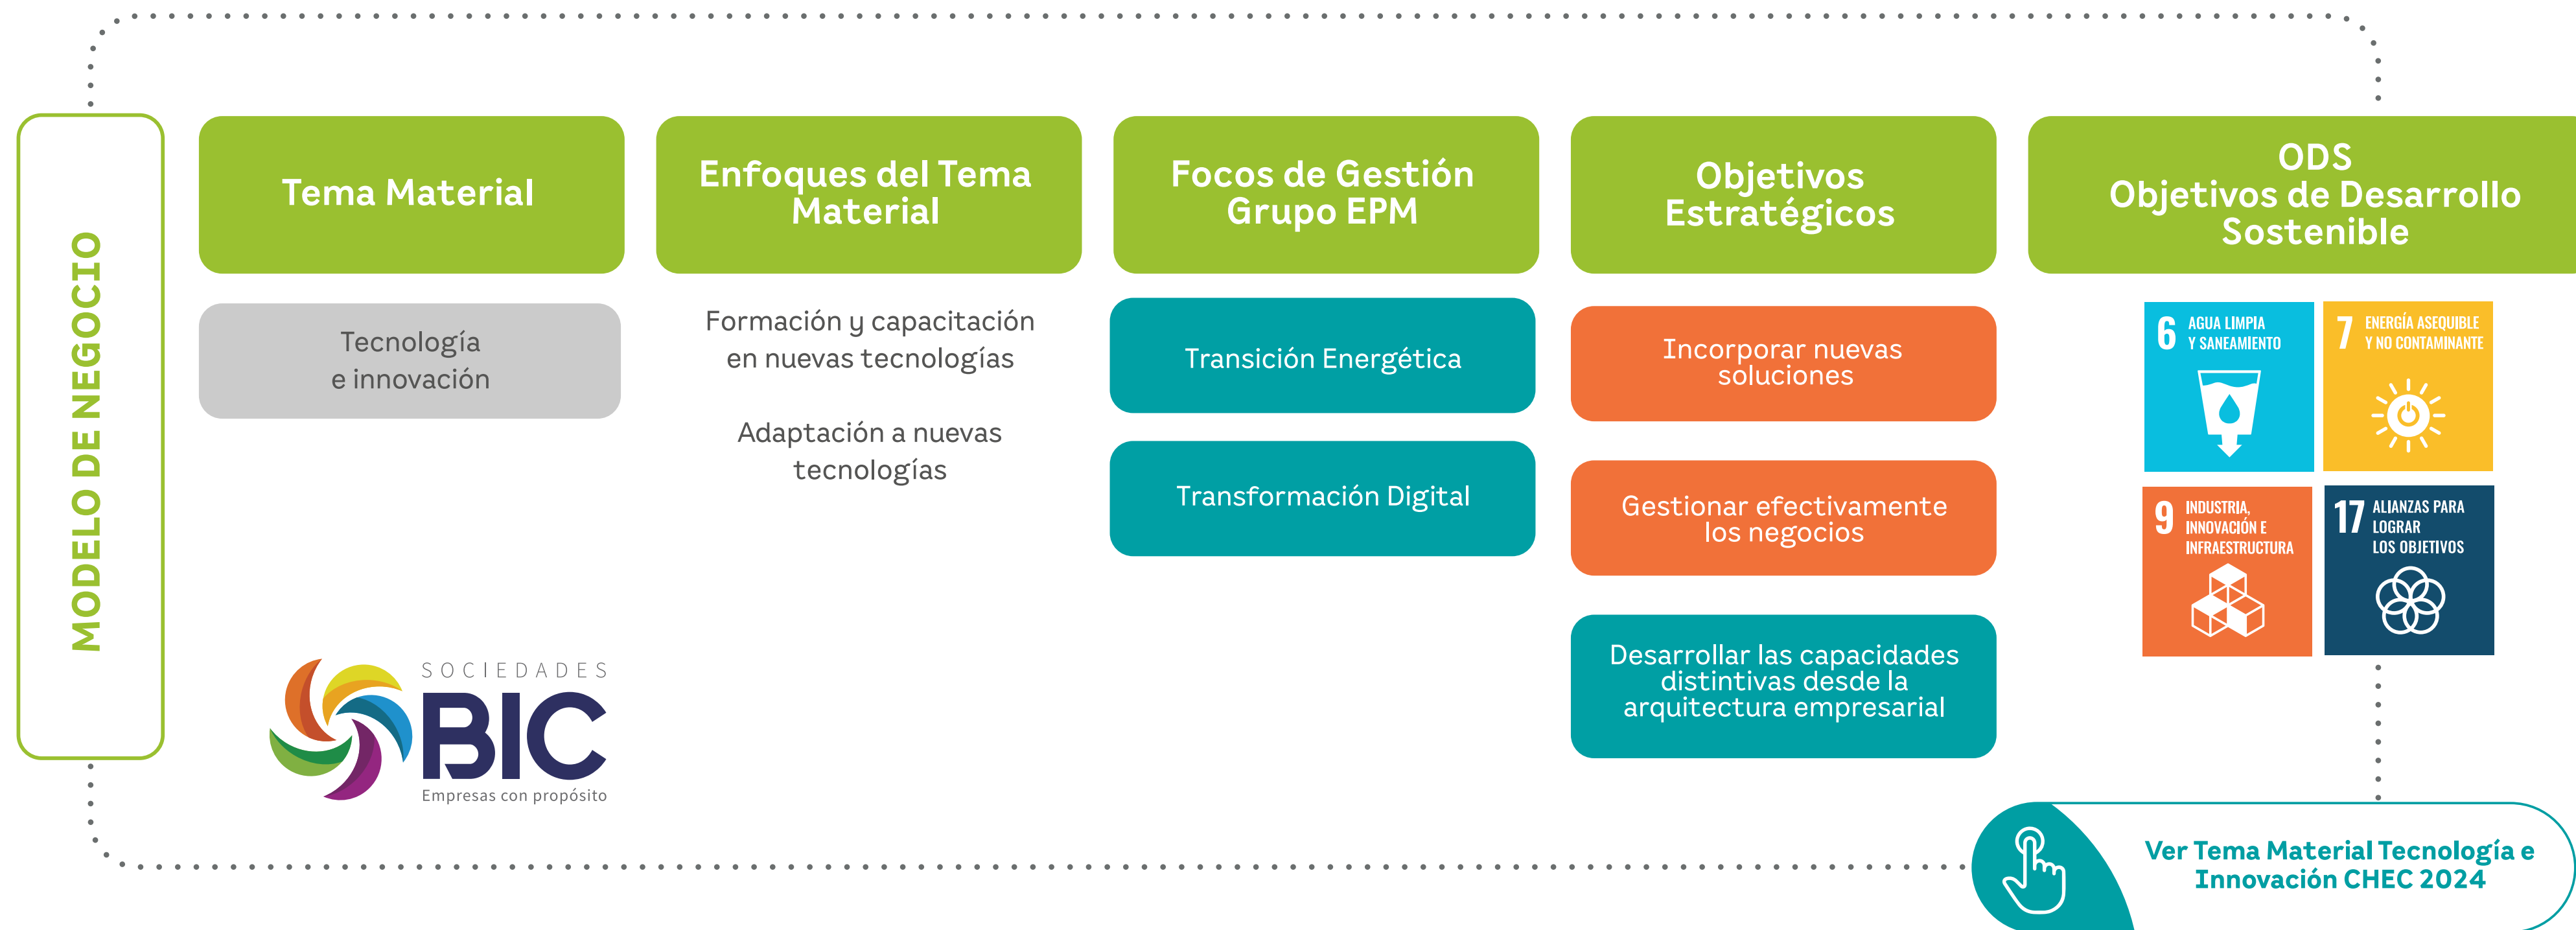 MODELO DE NEGOCIO
Tema Material
Tecnología
e innovación
Enfoques del Tema
Material
Formación y capacitación
en nuevas tecnologías
Adaptación a nuevas
tecnologías
Focos de Gestión
Grupo EPM
Transición Energética
Transformación Digital
Objetivos
Estratégicos
Incorporar nuevas
soluciones
Gestionar efectivamente
los negocios
Desarrollar las capacidades
distintivas desde la
arquitectura empresarial
ODS
Objetivos de Desarrollo
Sostenible
6 AGUA LIMPIA
Y SANEAMIENTO
7 ENERGÍA ASEQUIBLE
Y NO CONTAMINANTE
9 INDUSTRIA,
INNOVACIÓN E
INFRAESTRUCTURA
17 ALIANZAS PARA
LOGRAR
LOS OBJETIVOS
SOCIEDADES
BIC
Empresas con propósito
Ver Tema Material Tecnología e
Innovación CHEC 2024